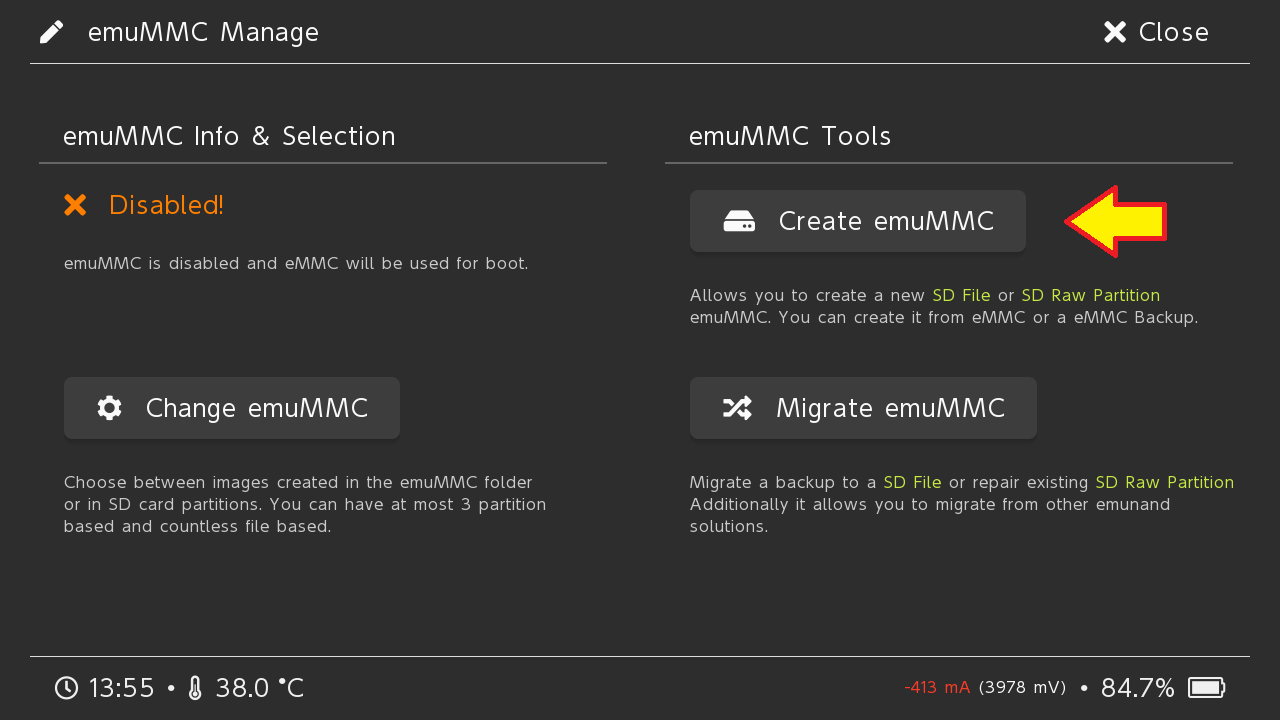 emuMMC Manage
Close
emuMMC Info & Selection
Disabled!
emuMMC is disabled and eMMC will be used for boot.
Change emuMMC
Choose between images created in the emuMMC folder
or in SD card partitions. You can have at most 3 partition
based and countless file based.
emuMMC Tools
Create emuMMC
Allows you to create a new SD File or SD Raw Partition
emuMMC. You can create it from eMMC or a eMMC Backup.
Migrate emuMMC
Migrate a backup to a SD File or repair existing SD Raw Partition
Additionally it allows you to migrate from other emunand
solutions.
13:55 • 38.0 °C
-413 mA (3978 mV) • 84.7%